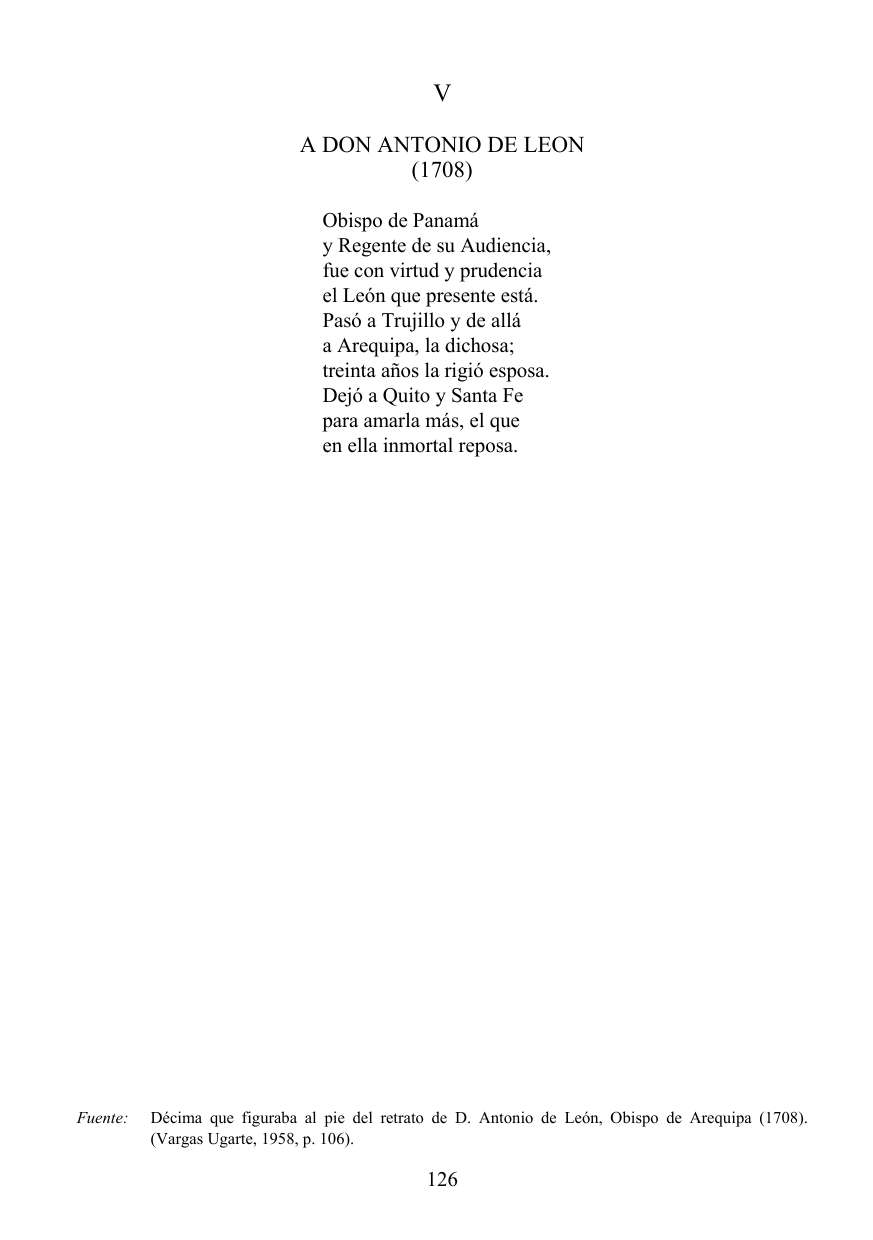 V
A DON ANTONIO DE LEON
(1708)
Obispo de Panamá
y Regente de su Audiencia,
fue con virtud y prudencia
el León que presente está.
Pasó a Trujillo y de allá
a Arequipa, la dichosa;
treinta años la rigió esposa.
Dejó a Quito y Santa Fe
para amarla más, el que
en ella inmortal reposa.
Fuente: Décima que figuraba al pie del retrato de D. Antonio de León, Obispo de Arequipa (1708).
(Vargas Ugarte, 1958, p. 106).
126